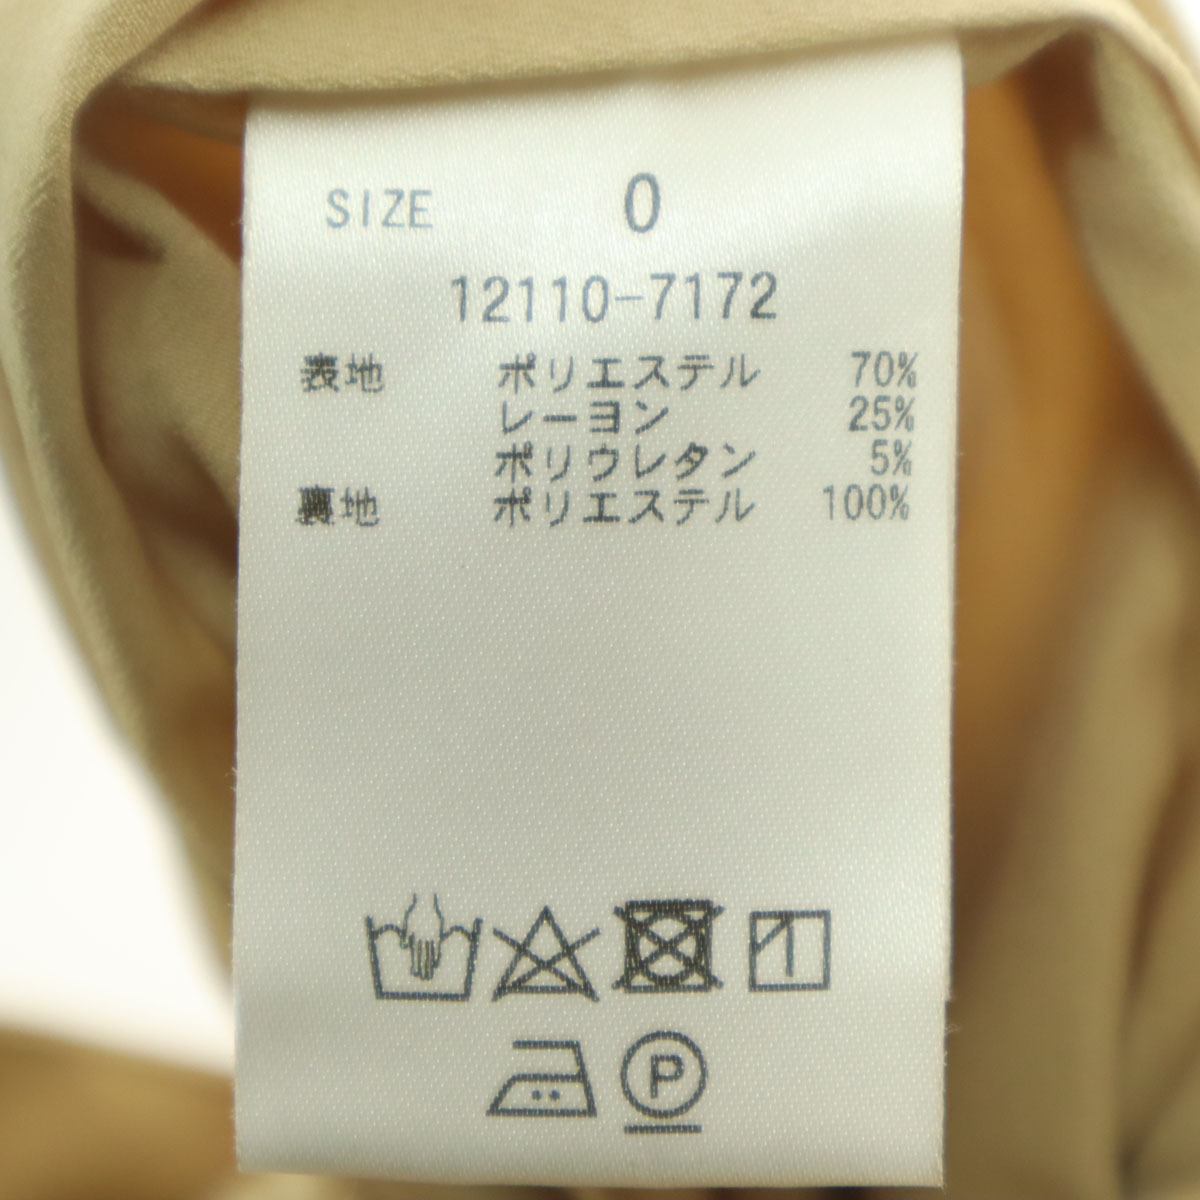 SIZE 0
12110-7172
表地 ポリエステル 70%
レーヨン 25%
ポリウレタン 5%
裏地 ポリエステル 100%
P